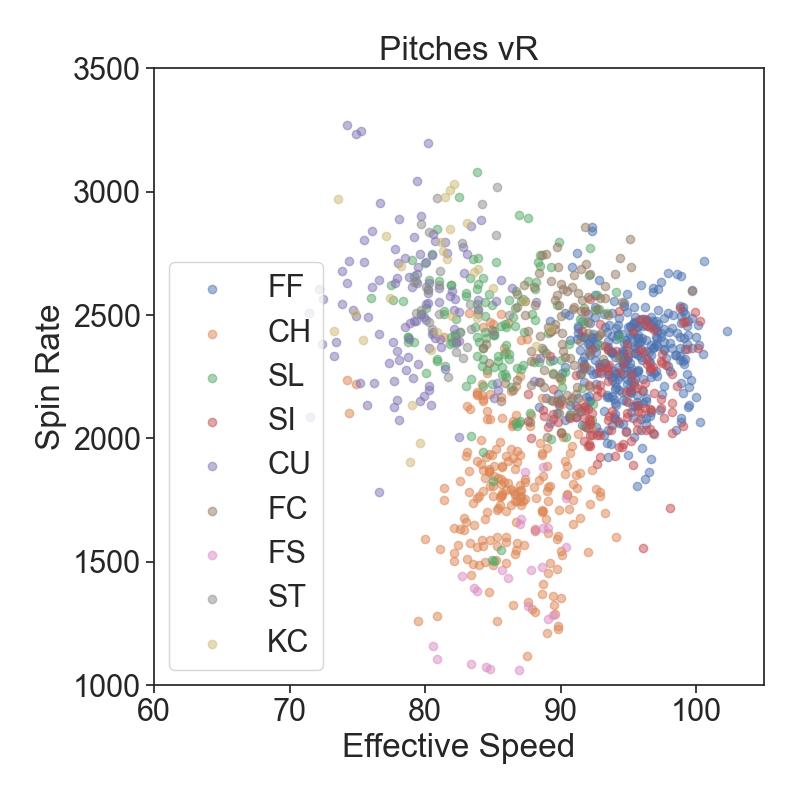 Pitches vR
3500
3000
2500
2000
1500
1000
Spin Rate
FF
CH
SL
SI
CU
FC
FS
ST
KC
60 70 80 90 100
Effective Speed